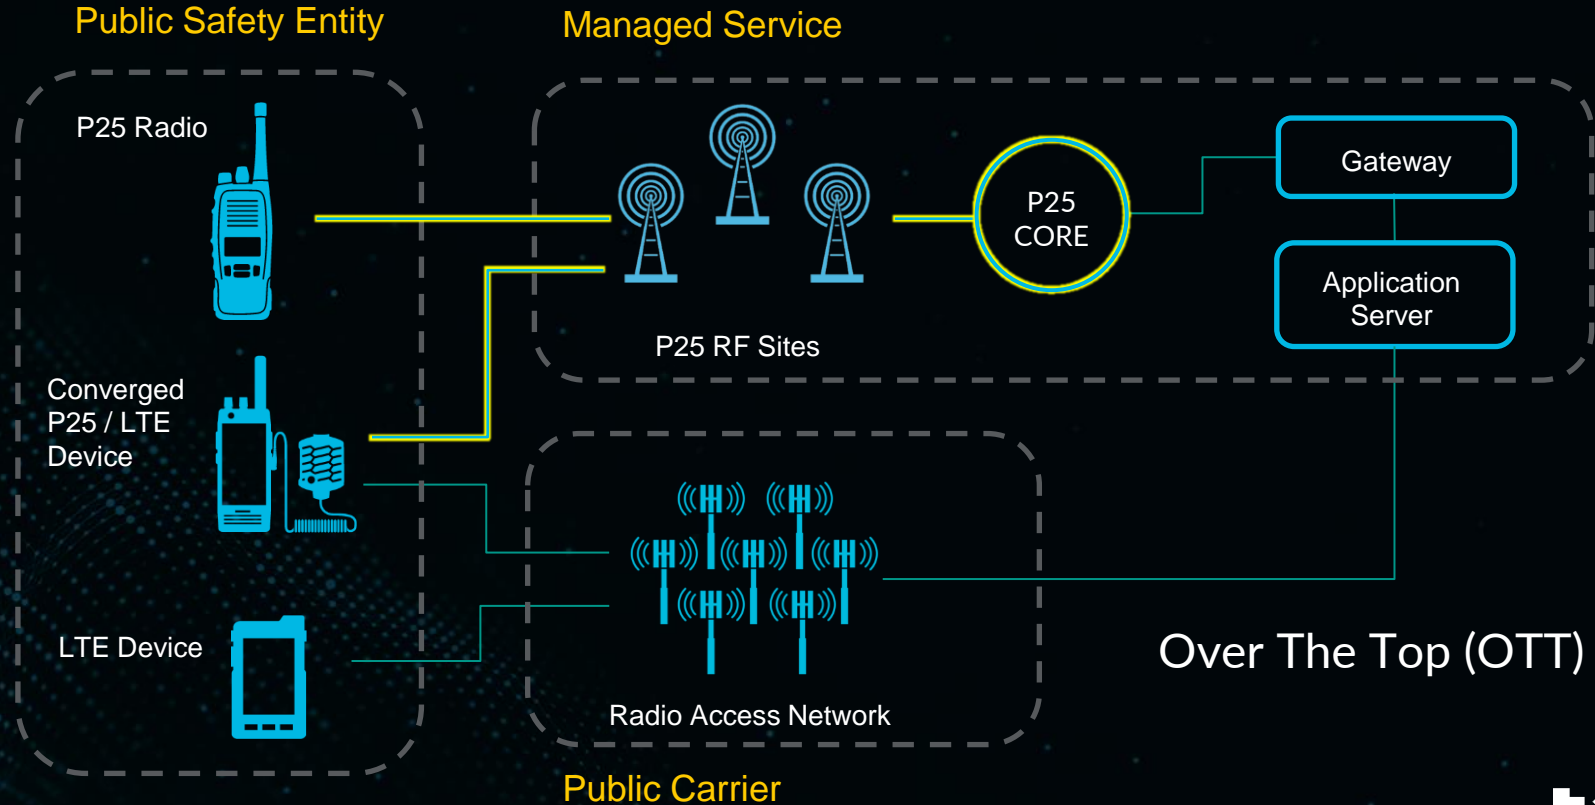 Public Safety Entity
Managed Service
P25 Radio
Converged
P25 / LTE
Device
LTE Device
P25 RF Sites
P25
CORE
Gateway
Application
Server
Radio Access Network
Over The Top (OTT)
Public Carrier